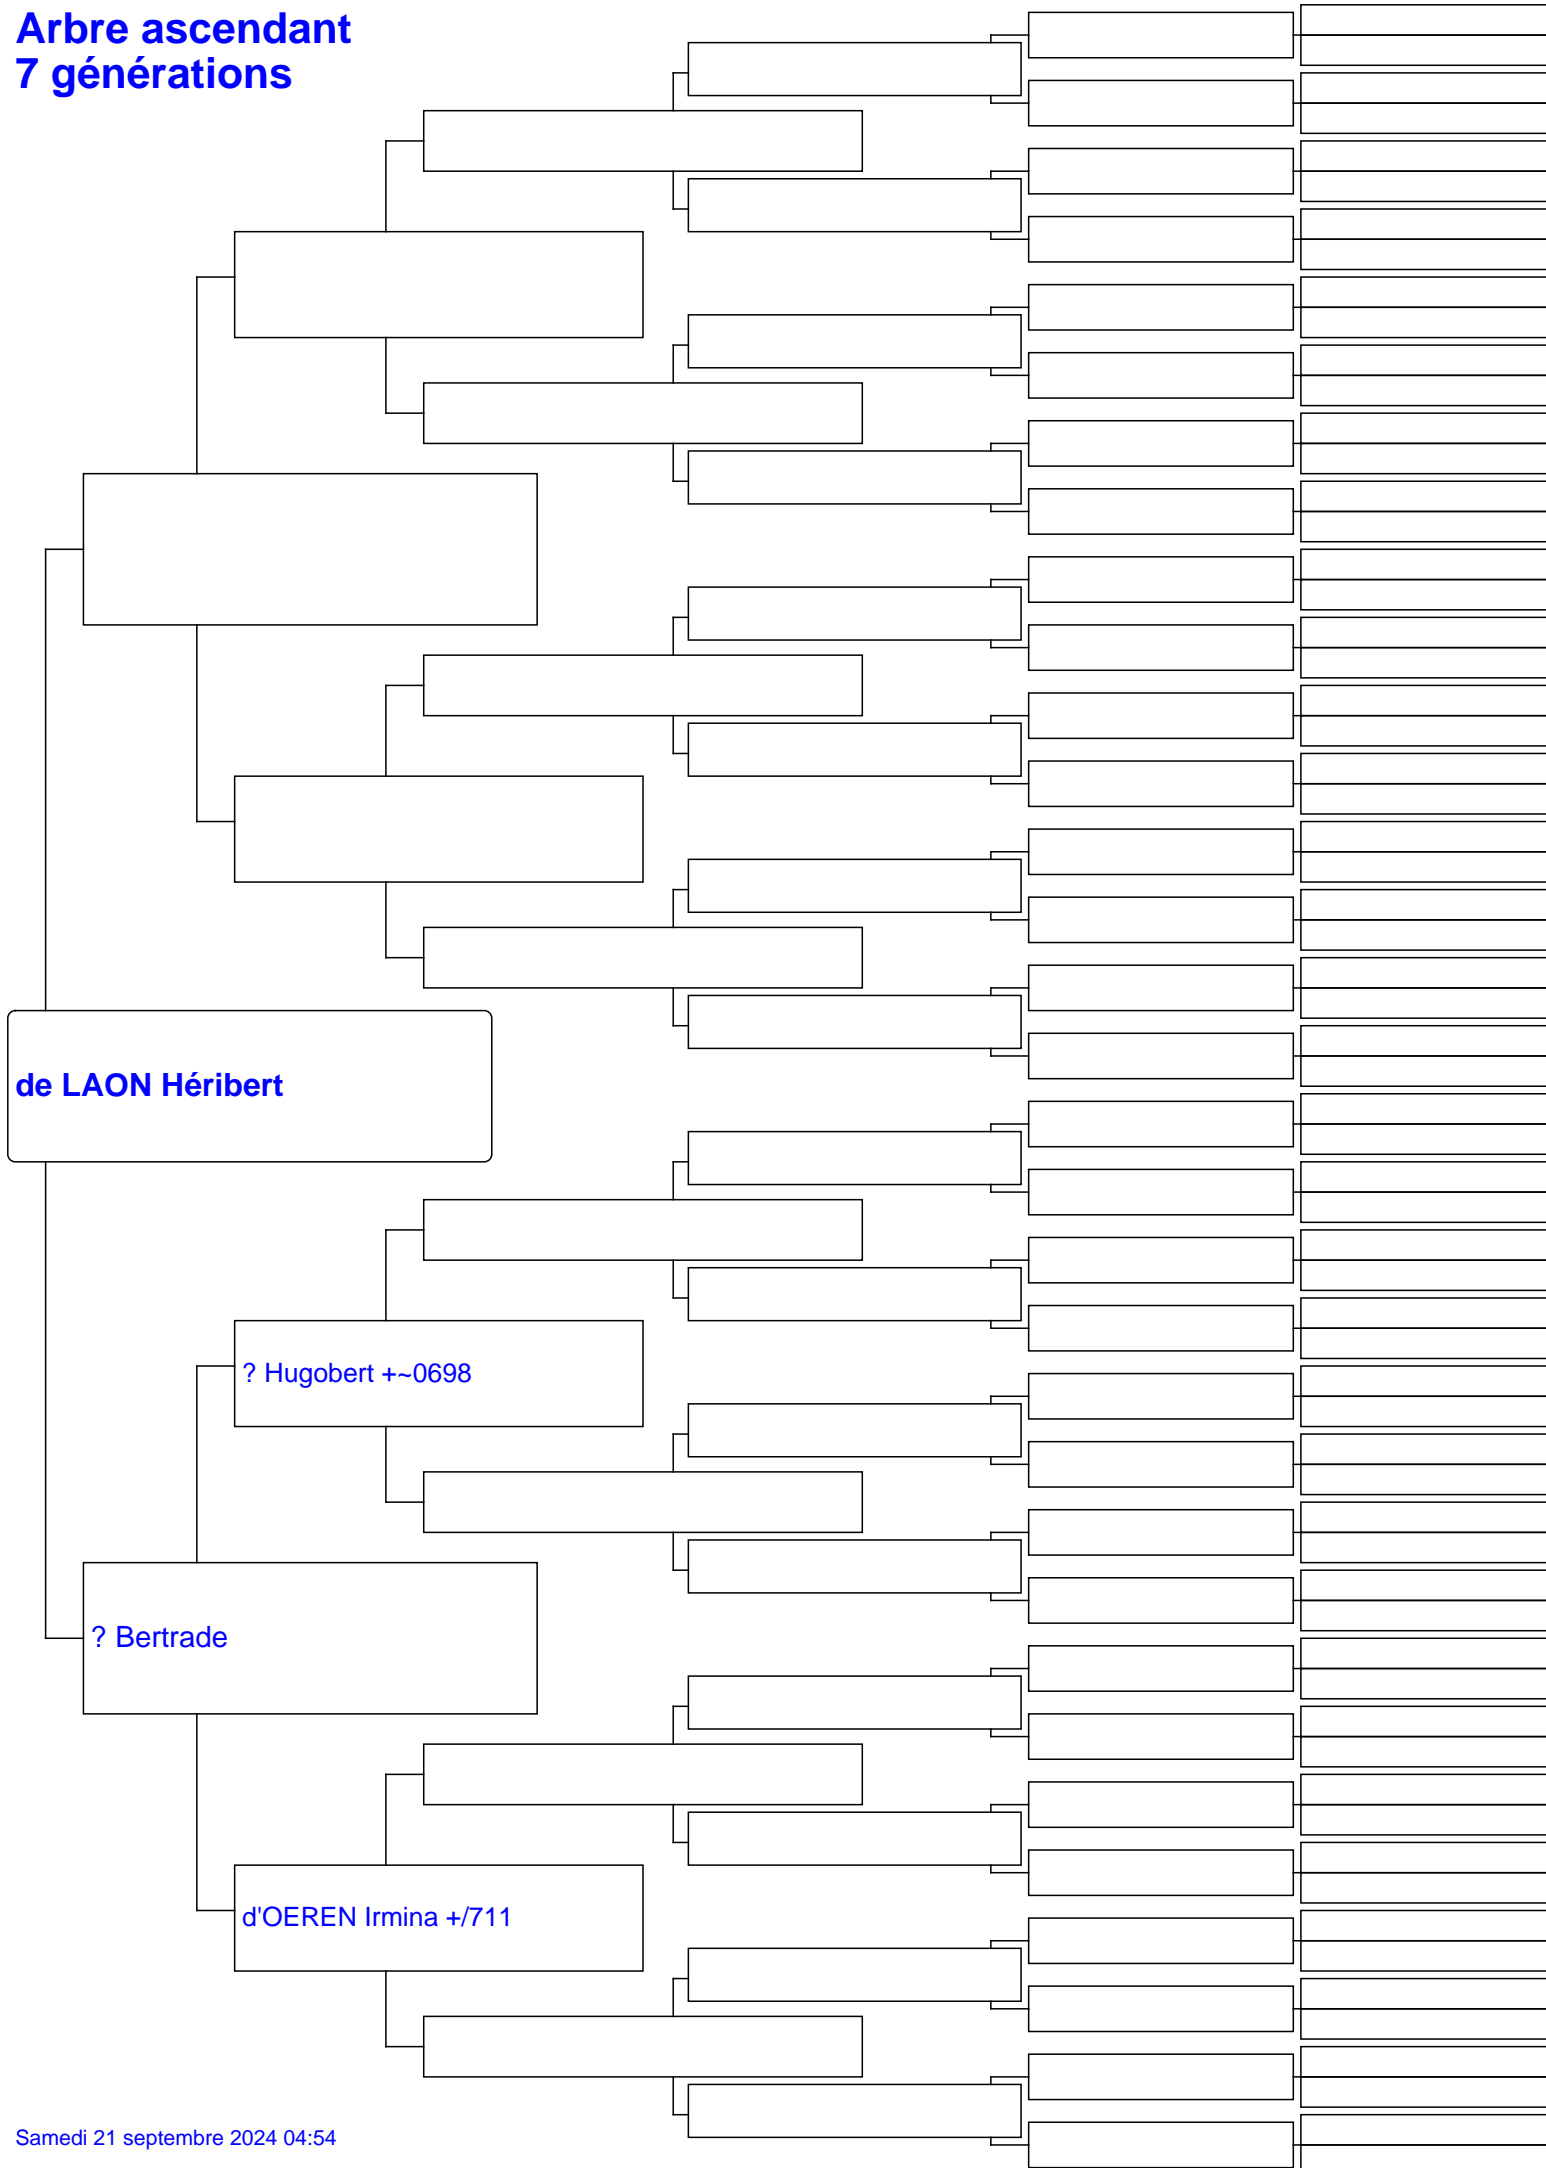 Arbre ascendant
7 générations
de LAON Héribert
? Hugobert +~0698
? Bertrade
d'OEREN Irmina +/711
Samedi 21 septembre 2024 04:54